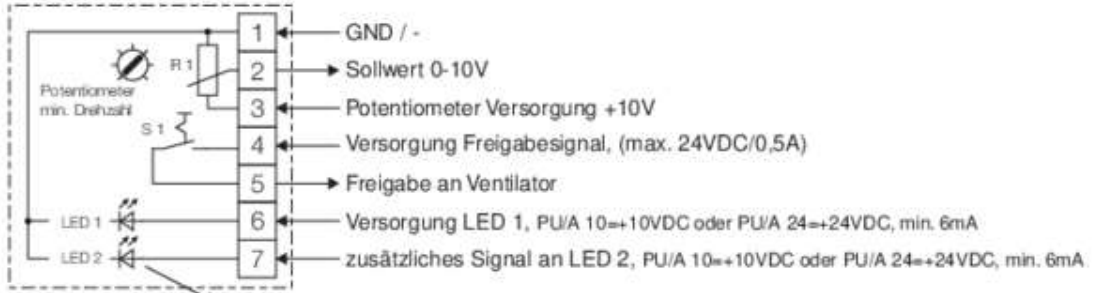 1 GND / -
R 1 2 Sollwert 0-10V
Potentiometer
min. Drehzahl
3 Potentiometer Versorgung +10V
S 1
4 Versorgung Freigabesignal, (max. 24VDC/0,5A)
5 Freigabe an Ventilator
LED 1 6 Versorgung LED 1, PU/A 10=+10VDC oder PU/A 24=+24VDC, min. 6mA
LED 2 7 zusätzliches Signal an LED 2, PU/A 10=+10VDC oder PU/A 24=+24VDC, min. 6mA